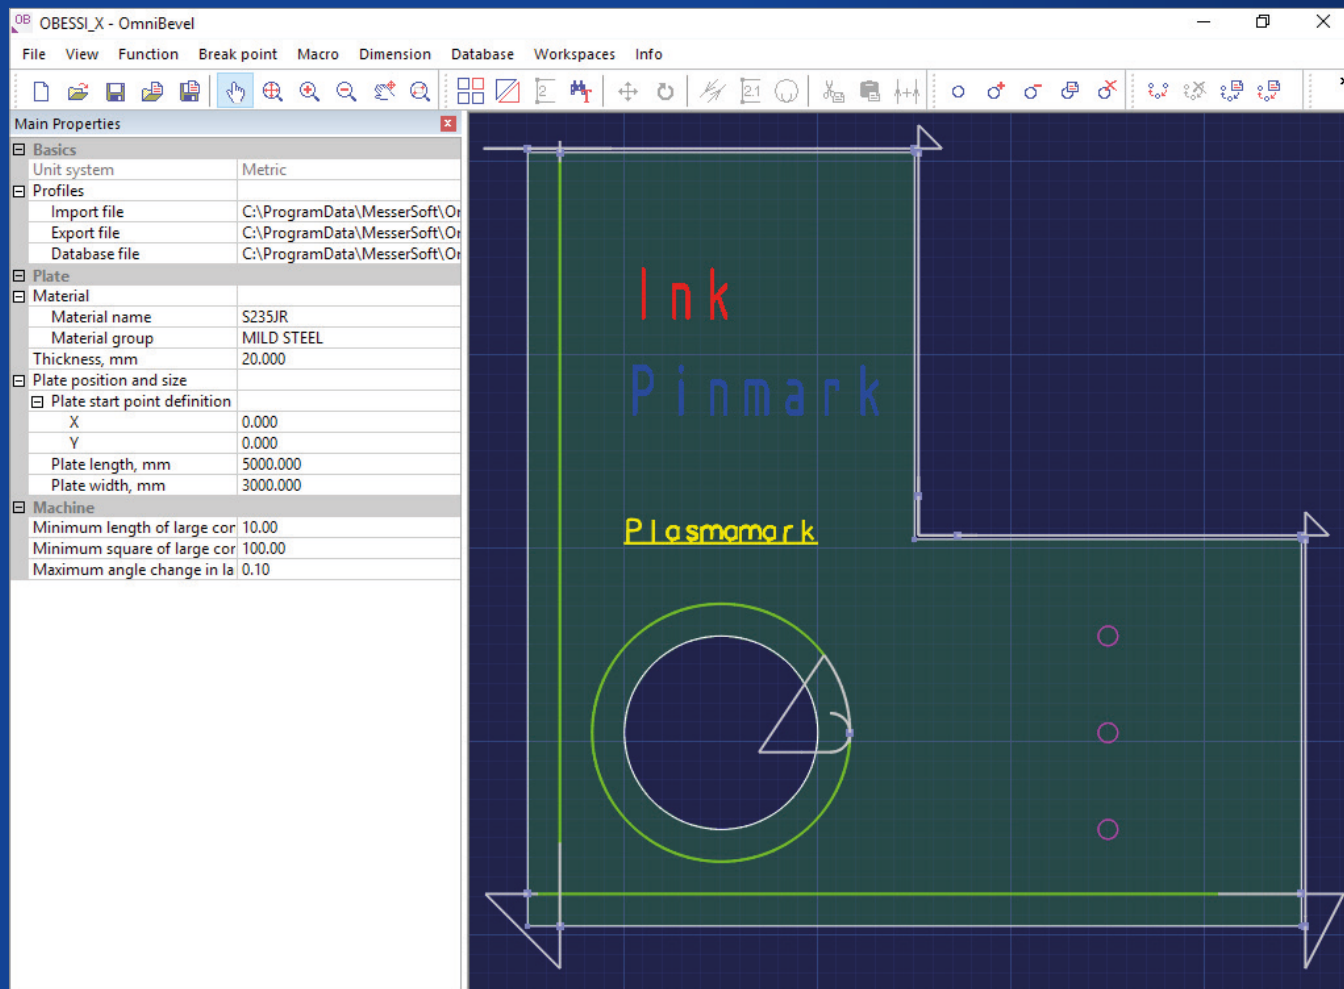 OB OBESSI_X - OmniBevel
File View Function Break point Macro Dimension Database Workspaces Info
2 T 2.1
Main Properties
Basics
Unit system Metric
Profiles
Import file C:\ProgramData\MesserSoft\Or
Export file C:\ProgramData\MesserSoft\Or
Database file C:\ProgramData\MesserSoft\Or
Plate
Material
Material name S235JR
Material group MILD STEEL
Thickness, mm 20.000
Plate position and size
Plate start point definition
X 0.000
Y 0.000
Plate length, mm 5000.000
Plate width, mm 3000.000
Machine
Minimum length of large cor 10.00
Minimum square of large cor 100.00
Maximum angle change in la 0.10
Ink
Pinmark
Plasmamark